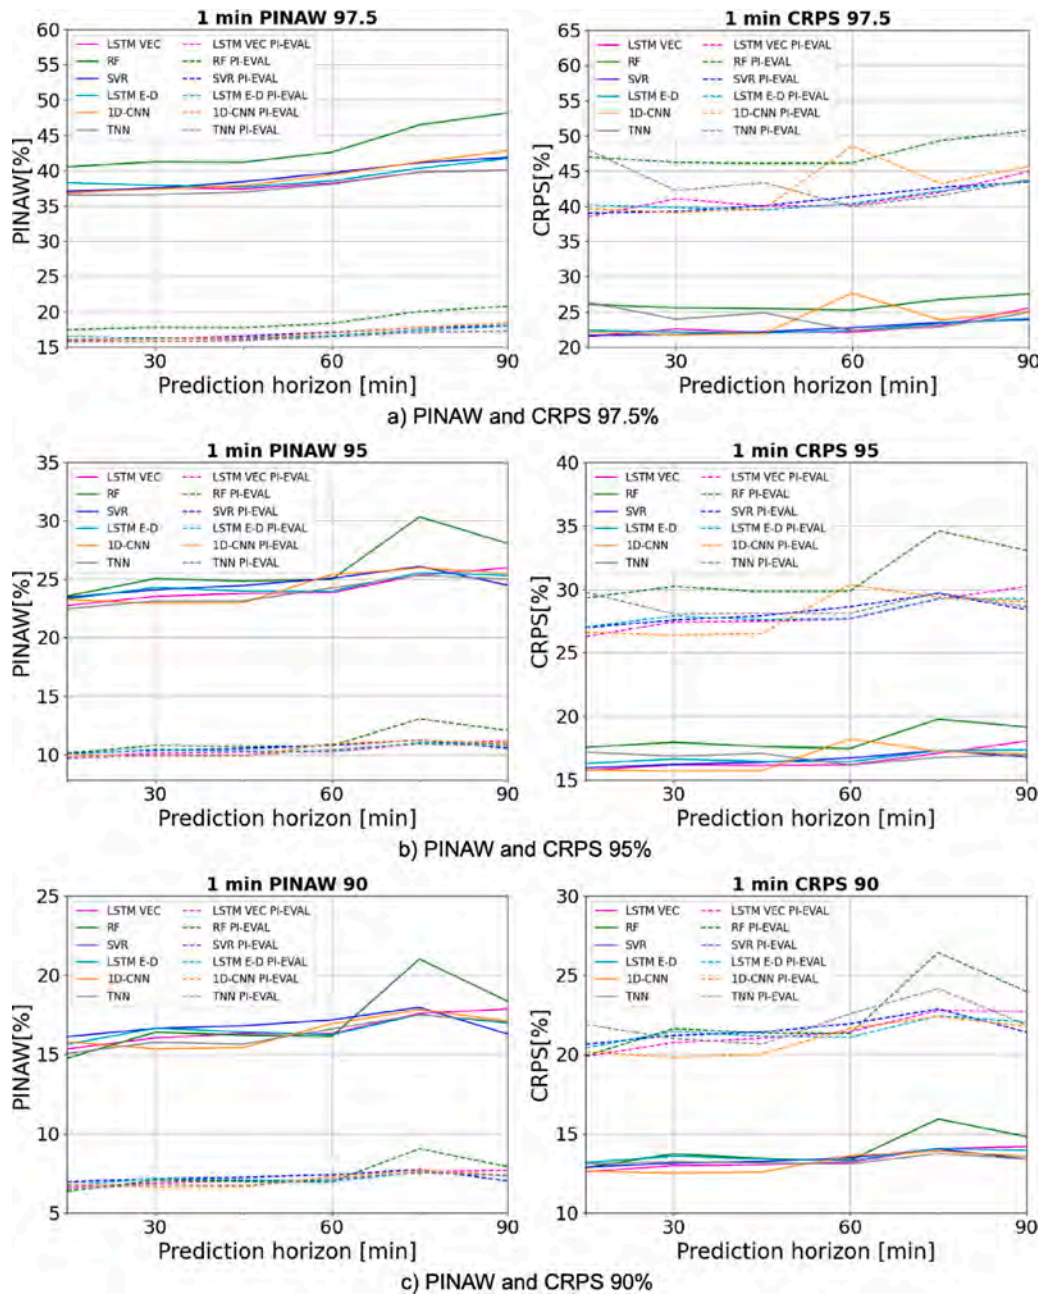 1 min PINAW 97.5
60
55
50
45
40
35
30
25
20
15
PINAW[%]
LSTM VEC
RF
SVR
LSTM E-D
1D-CNN
TNN
LSTM VEC PI-EVAL
RF PI-EVAL
SVR PI-EVAL
LSTM E-D PI-EVAL
1D-CNN PI-EVAL
TNN PI-EVAL
30 60 90
Prediction horizon [min]
1 min CRPS 97.5
65
60
55
50
45
40
35
30
25
20
CRPS[%]
LSTM VEC
RF
SVR
LSTM E-D
1D-CNN
TNN
LSTM VEC PI-EVAL
RF PI-EVAL
SVR PI-EVAL
LSTM E-D PI-EVAL
1D-CNN PI-EVAL
TNN PI-EVAL
30 60 90
Prediction horizon [min]
a) PINAW and CRPS 97.5%
1 min PINAW 95
35
30
25
20
15
10
PINAW[%]
LSTM VEC
RF
SVR
LSTM E-D
1D-CNN
TNN
LSTM VEC PI-EVAL
RF PI-EVAL
SVR PI-EVAL
LSTM E-D PI-EVAL
1D-CNN PI-EVAL
TNN PI-EVAL
30 60 90
Prediction horizon [min]
1 min CRPS 95
40
35
30
25
20
15
CRPS[%]
LSTM VEC
RF
SVR
LSTM E-D
1D-CNN
TNN
LSTM VEC PI-EVAL
RF PI-EVAL
SVR PI-EVAL
LSTM E-D PI-EVAL
1D-CNN PI-EVAL
TNN PI-EVAL
30 60 90
Prediction horizon [min]
b) PINAW and CRPS 95%
1 min PINAW 90
25
20
15
10
5
PINAW[%]
LSTM VEC
RF
SVR
LSTM E-D
1D-CNN
TNN
LSTM VEC PI-EVAL
RF PI-EVAL
SVR PI-EVAL
LSTM E-D PI-EVAL
1D-CNN PI-EVAL
TNN PI-EVAL
30 60 90
Prediction horizon [min]
1 min CRPS 90
30
25
20
15
10
CRPS[%]
LSTM VEC
RF
SVR
LSTM E-D
1D-CNN
TNN
LSTM VEC PI-EVAL
RF PI-EVAL
SVR PI-EVAL
LSTM E-D PI-EVAL
1D-CNN PI-EVAL
TNN PI-EVAL
30 60 90
Prediction horizon [min]
c) PINAW and CRPS 90%